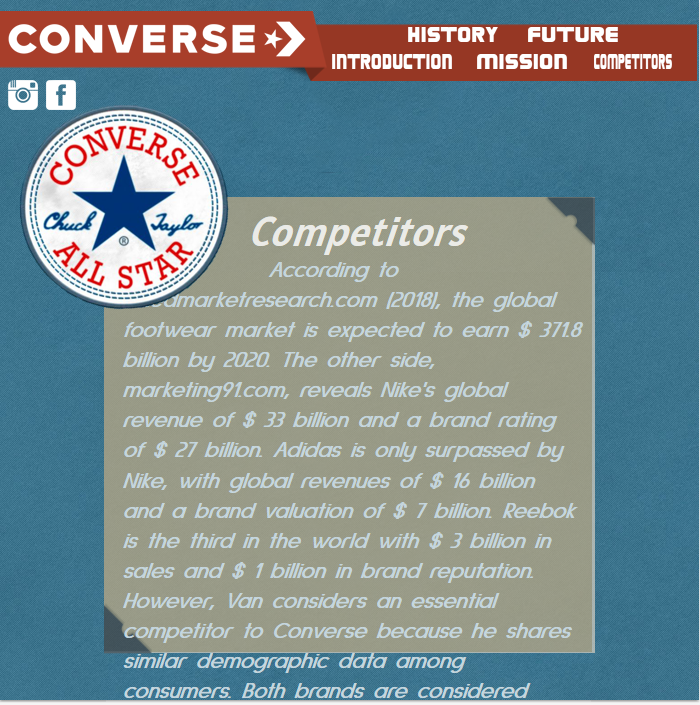 CONVERSE
HISTORY FUTURE
INTRODUCTION MISSION COMPETITORS
CONVERSE
Chuck Taylor
®
ALL STAR
Competitors
According to
marketresearch.com (2018), the global
footwear market is expected to earn $ 371.8
billion by 2020. The other side,
marketing91.com, reveals Nike's global
revenue of $ 33 billion and a brand rating
of $ 27 billion. Adidas is only surpassed by
Nike, with global revenues of $ 16 billion
and a brand valuation of $ 7 billion. Reebok
is the third in the world with $ 3 billion in
sales and $ 1 billion in brand reputation.
However, Van considers an essential
competitor to Converse because he shares
similar demographic data among
consumers. Both brands are considered